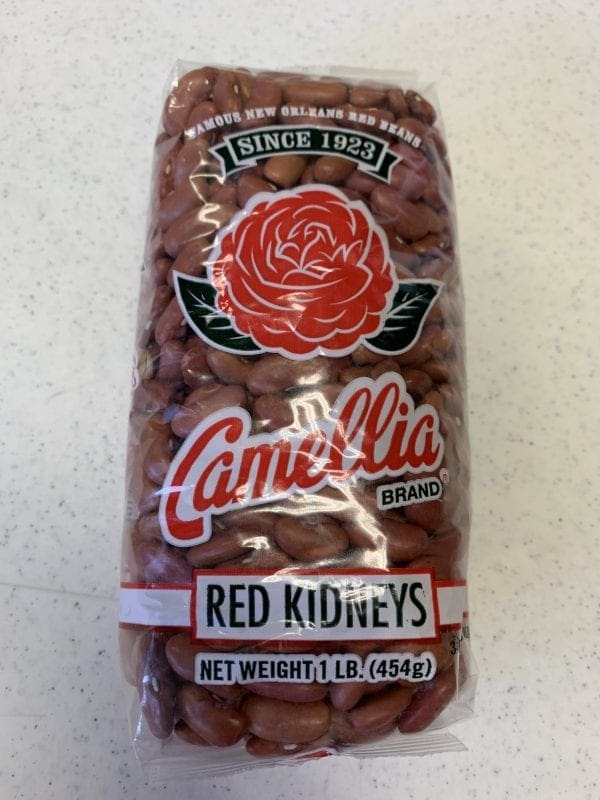 FAMOUS NEW ORLEANS RED BEANS
SINCE 1923
Camellia
BRAND®
RED KIDNEYS
NET WEIGHT 1 LB. (454g)